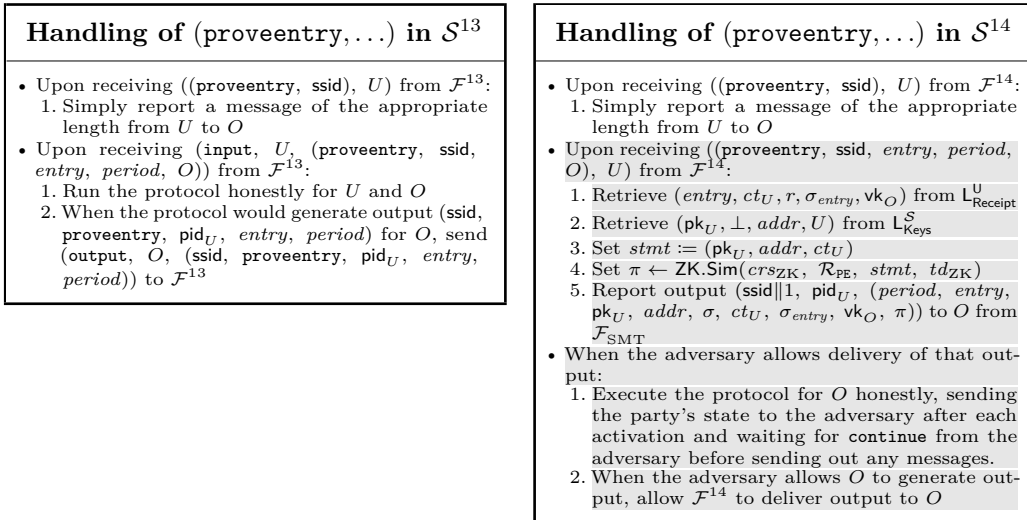 Handling of (proveentry,...) in 𝒮¹³
• Upon receiving ((proveentry, ssid), U) from ℱ¹³:
1. Simply report a message of the appropriate
length from U to O
• Upon receiving (input, U, (proveentry, ssid,
entry, period, O)) from ℱ¹³:
1. Run the protocol honestly for U and O
2. When the protocol would generate output (ssid,
proveentry, pid_U, entry, period) for O, send
(output, O, (ssid, proveentry, pid_U, entry,
period)) to ℱ¹³
Handling of (proveentry,...) in 𝒮¹⁴
• Upon receiving ((proveentry, ssid), U) from ℱ¹⁴:
1. Simply report a message of the appropriate
length from U to O
• Upon receiving ((proveentry, ssid, entry, period,
O), U) from ℱ¹⁴:
1. Retrieve (entry, ct_U, r, σ_entry, vk_O) from L^U_Receipt
2. Retrieve (pk_U, ⊥, addr, U) from L^𝒮_Keys
3. Set stmt := (pk_U, addr, ct_U)
4. Set π ← ZK.Sim(crs_ZK, ℛ_PE, stmt, td_ZK)
5. Report output (ssid‖1, pid_U, (period, entry,
pk_U, addr, σ, ct_U, σ_entry, vk_O, π)) to O from
ℱ_SMT
• When the adversary allows delivery of that out-
put:
1. Execute the protocol for O honestly, sending
the party's state to the adversary after each
activation and waiting for continue from the
adversary before sending out any messages.
2. When the adversary allows O to generate out-
put, allow ℱ¹⁴ to deliver output to O